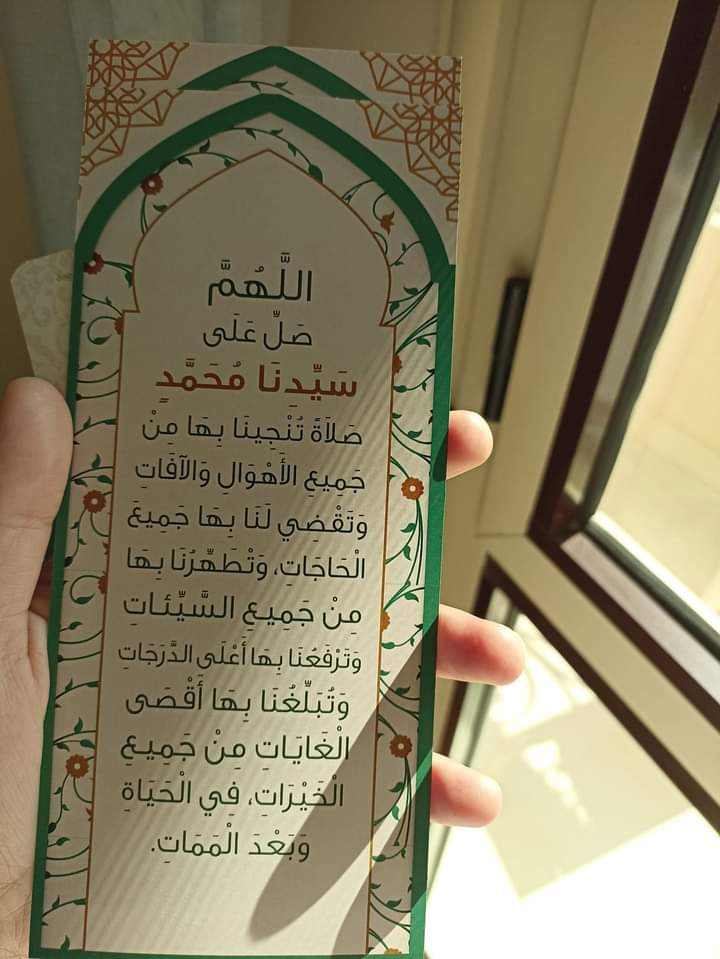 اللَّهُمَّ
صَلِّ عَلَى
سَيِّدِنَا مُحَمَّدٍ
صَلاَةً تُنْجِينَا بِهَا مِنْ
جَمِيعِ الأَهْوَالِ وَالآفَاتِ
وَتَقْضِي لَنَا بِهَا جَمِيعَ
الْحَاجَاتِ، وَتُطَهِّرُنَا بِهَا
مِنْ جَمِيعِ السَّيِّئَاتِ
وَتَرْفَعُنَا بِهَا أَعْلَى الدَّرَجَاتِ
وَتُبَلِّغُنَا بِهَا أَقْصَى
الْغَايَاتِ مِنْ جَمِيعِ
الْخَيْرَاتِ، فِي الْحَيَاةِ
وَبَعْدَ الْمَمَاتِ.